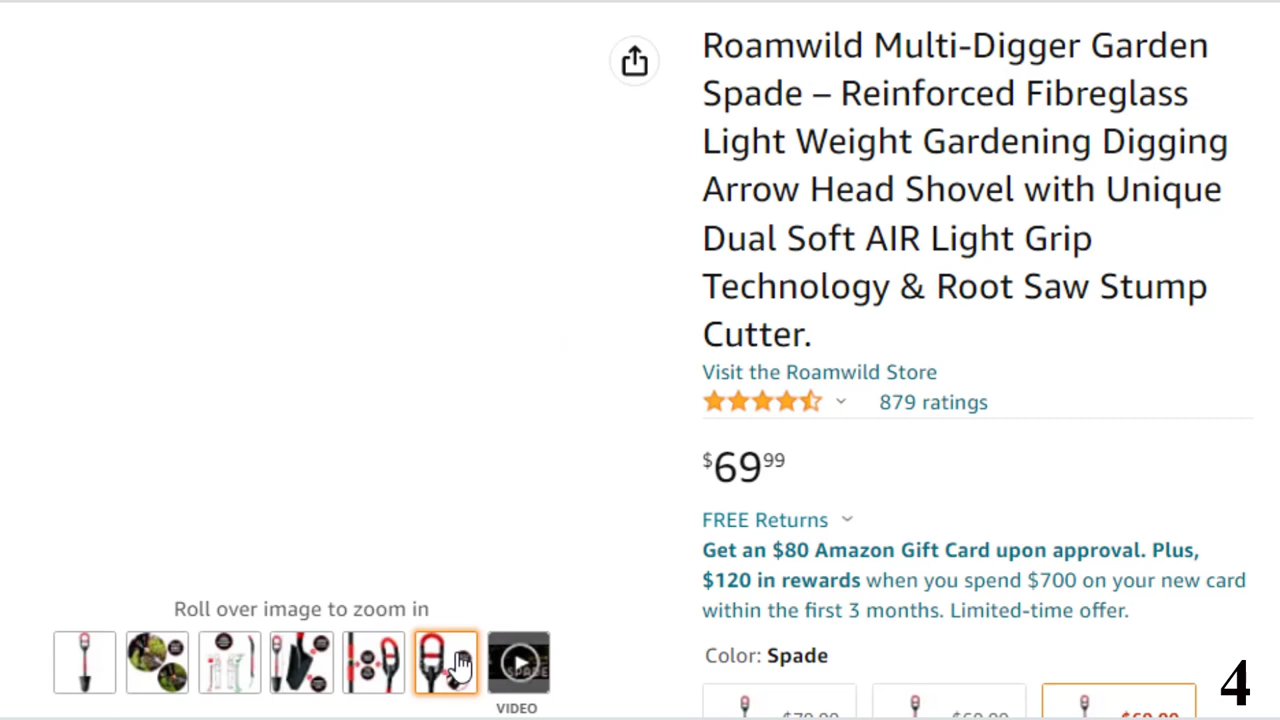 Roamwild Multi-Digger Garden
Spade – Reinforced Fibreglass
Light Weight Gardening Digging
Arrow Head Shovel with Unique
Dual Soft AIR Light Grip
Technology & Root Saw Stump
Cutter.
Visit the Roamwild Store
879 ratings
$69.99
FREE Returns
Get an $80 Amazon Gift Card upon approval. Plus,
$120 in rewards when you spend $700 on your new card
within the first 3 months. Limited-time offer.
Roll over image to zoom in
SPADE
VIDEO
Color: Spade
4